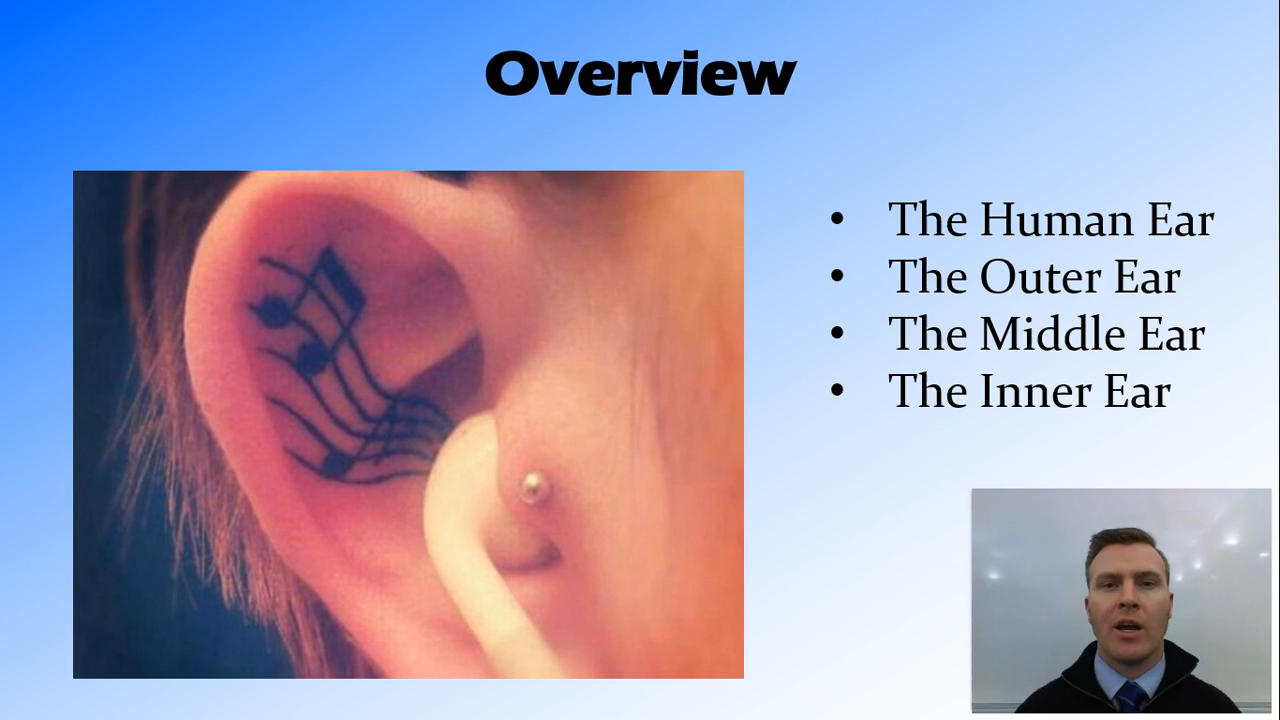 Overview
• The Human Ear
• The Outer Ear
• The Middle Ear
• The Inner Ear